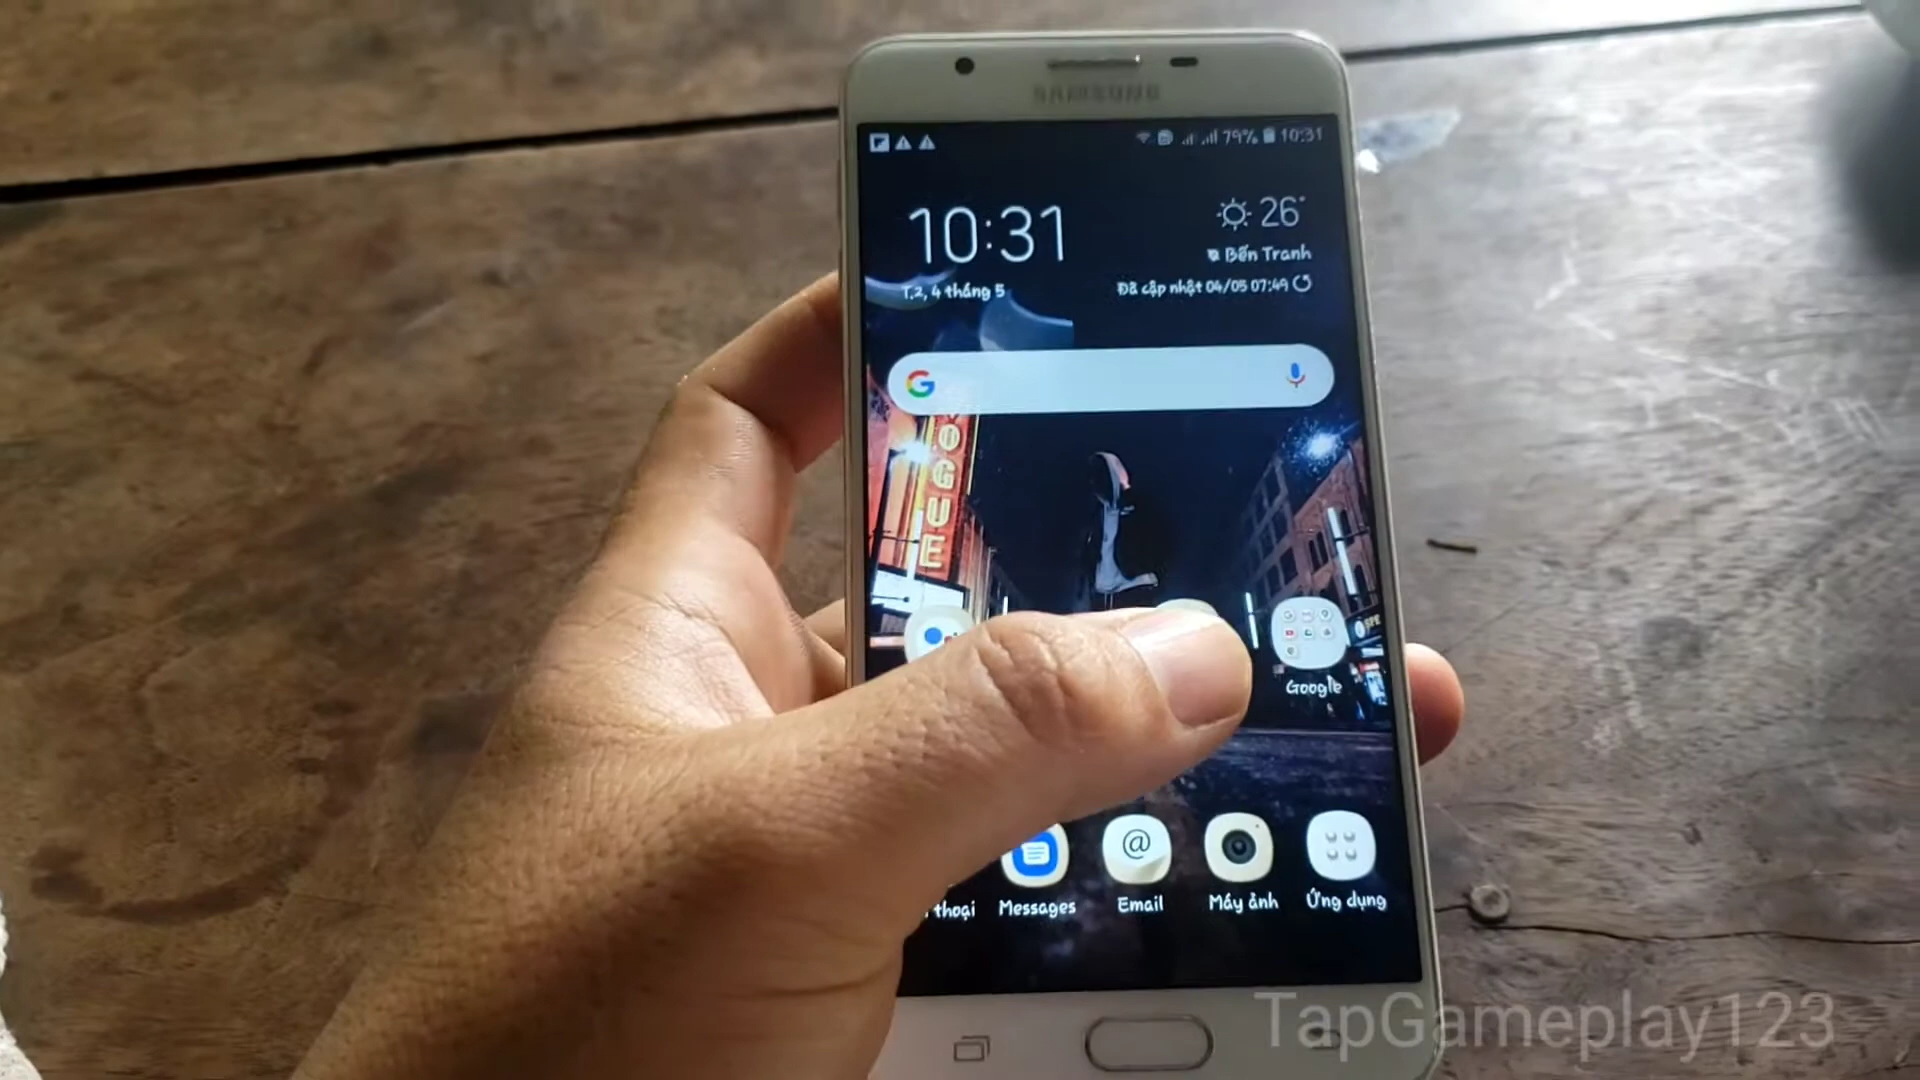 SAMSUNG
79% 10:31
10:31
26°
Bến Tranh
T.2, 4 tháng 5
Đã cập nhật 04/05 07:49
OGUE
Google
thoại
Messages
Email
Máy ảnh
Ứng dụng
TapGameplay123